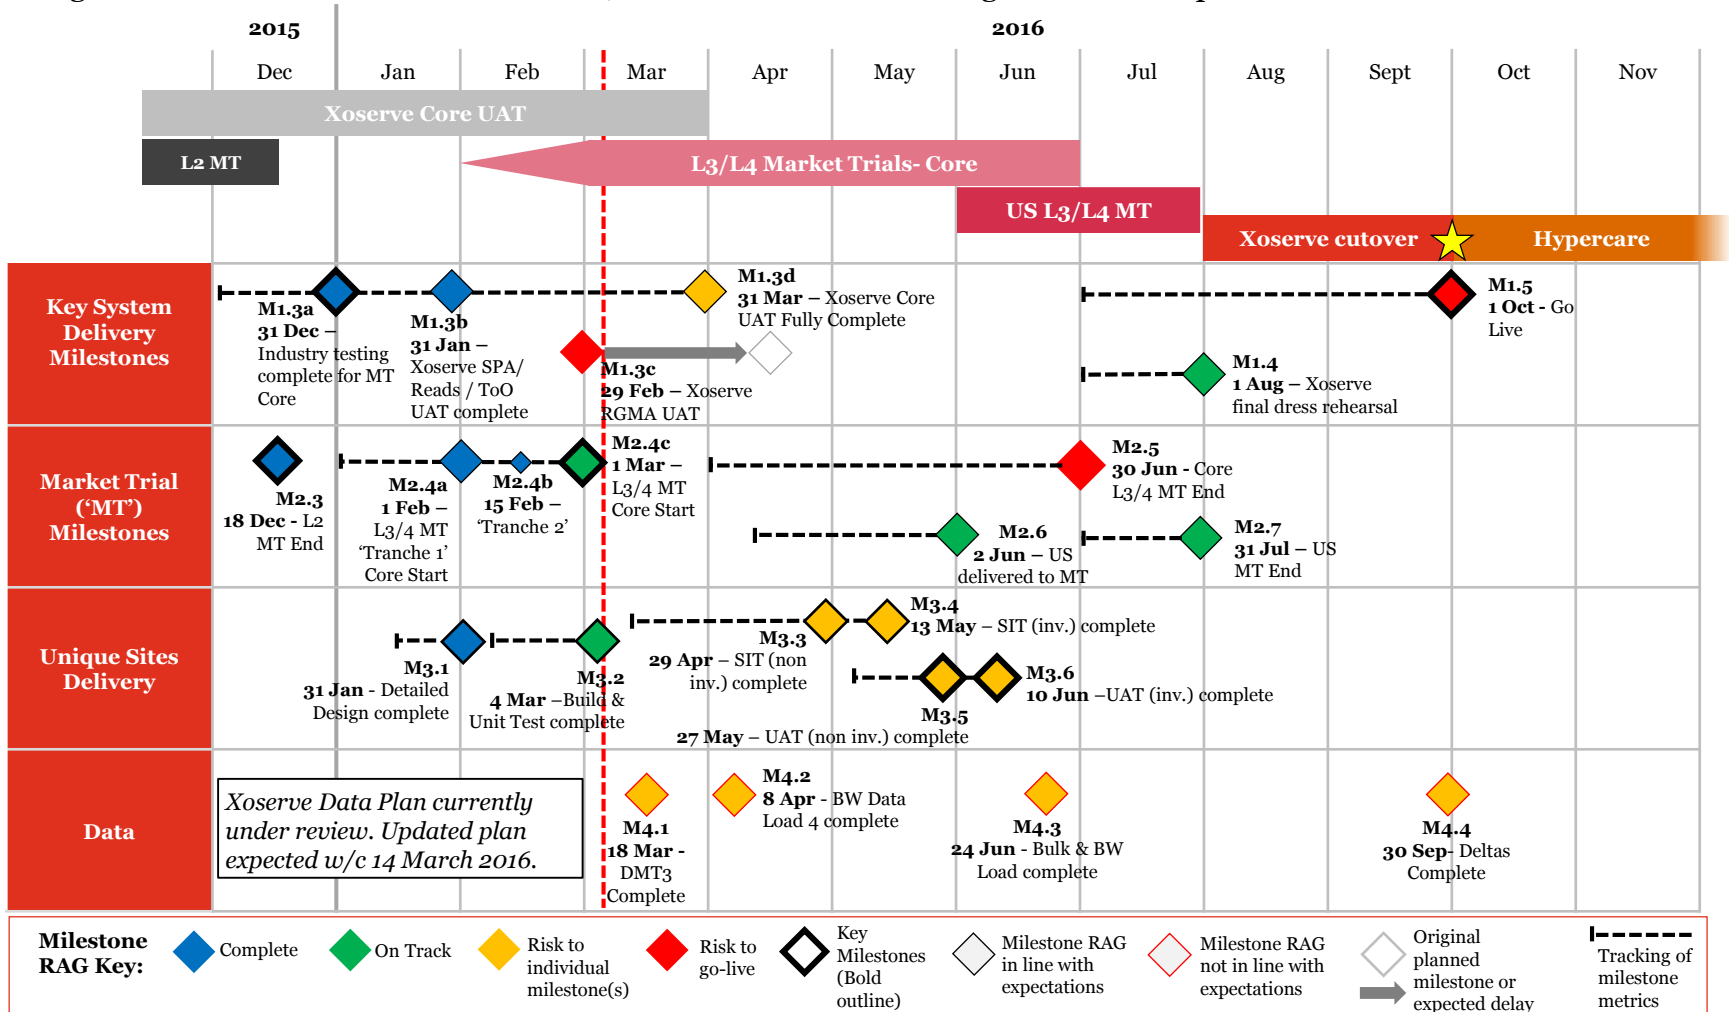 2015
2016
Dec
Jan
Feb
Mar
Apr
May
Jun
Jul
Aug
Sept
Oct
Nov
Xoserve Core UAT
L2 MT
L3/L4 Market Trials- Core
US L3/L4 MT
Xoserve cutover
Hypercare
Key System
Delivery
Milestones
M1.3a
31 Dec –
Industry testing
complete for MT
Core
M1.3b
31 Jan –
Xoserve SPA/
Reads / ToO
UAT complete
M1.3d
31 Mar – Xoserve Core
UAT Fully Complete
M1.3c
29 Feb – Xoserve
RGMA UAT
M1.5
1 Oct - Go
Live
M1.4
1 Aug – Xoserve
final dress rehearsal
Market Trial
(‘MT’)
Milestones
M2.3
18 Dec - L2
MT End
M2.4a
1 Feb –
L3/4 MT
‘Tranche 1’
Core Start
M2.4b
15 Feb –
‘Tranche 2’
M2.4c
1 Mar –
L3/4 MT
Core Start
M2.5
30 Jun - Core
L3/4 MT End
M2.6
2 Jun – US
delivered to MT
M2.7
31 Jul – US
MT End
Unique Sites
Delivery
M3.1
31 Jan - Detailed
Design complete
M3.2
4 Mar –Build &
Unit Test complete
M3.3
29 Apr – SIT (non
inv.) complete
M3.4
13 May – SIT (inv.) complete
M3.5
27 May – UAT (non inv.) complete
M3.6
10 Jun –UAT (inv.) complete
Data
Xoserve Data Plan currently
under review. Updated plan
expected w/c 14 March 2016.
M4.1
18 Mar -
DMT3
Complete
M4.2
8 Apr - BW Data
Load 4 complete
M4.3
24 Jun - Bulk & BW
Load complete
M4.4
30 Sep- Deltas
Complete
Milestone
RAG Key:
Complete
On Track
Risk to
individual
milestone(s)
Risk to
go-live
Key
Milestones
(Bold
outline)
Milestone RAG
in line with
expectations
Milestone RAG
not in line with
expectations
Original
planned
milestone or
expected delay
Tracking of
milestone
metrics